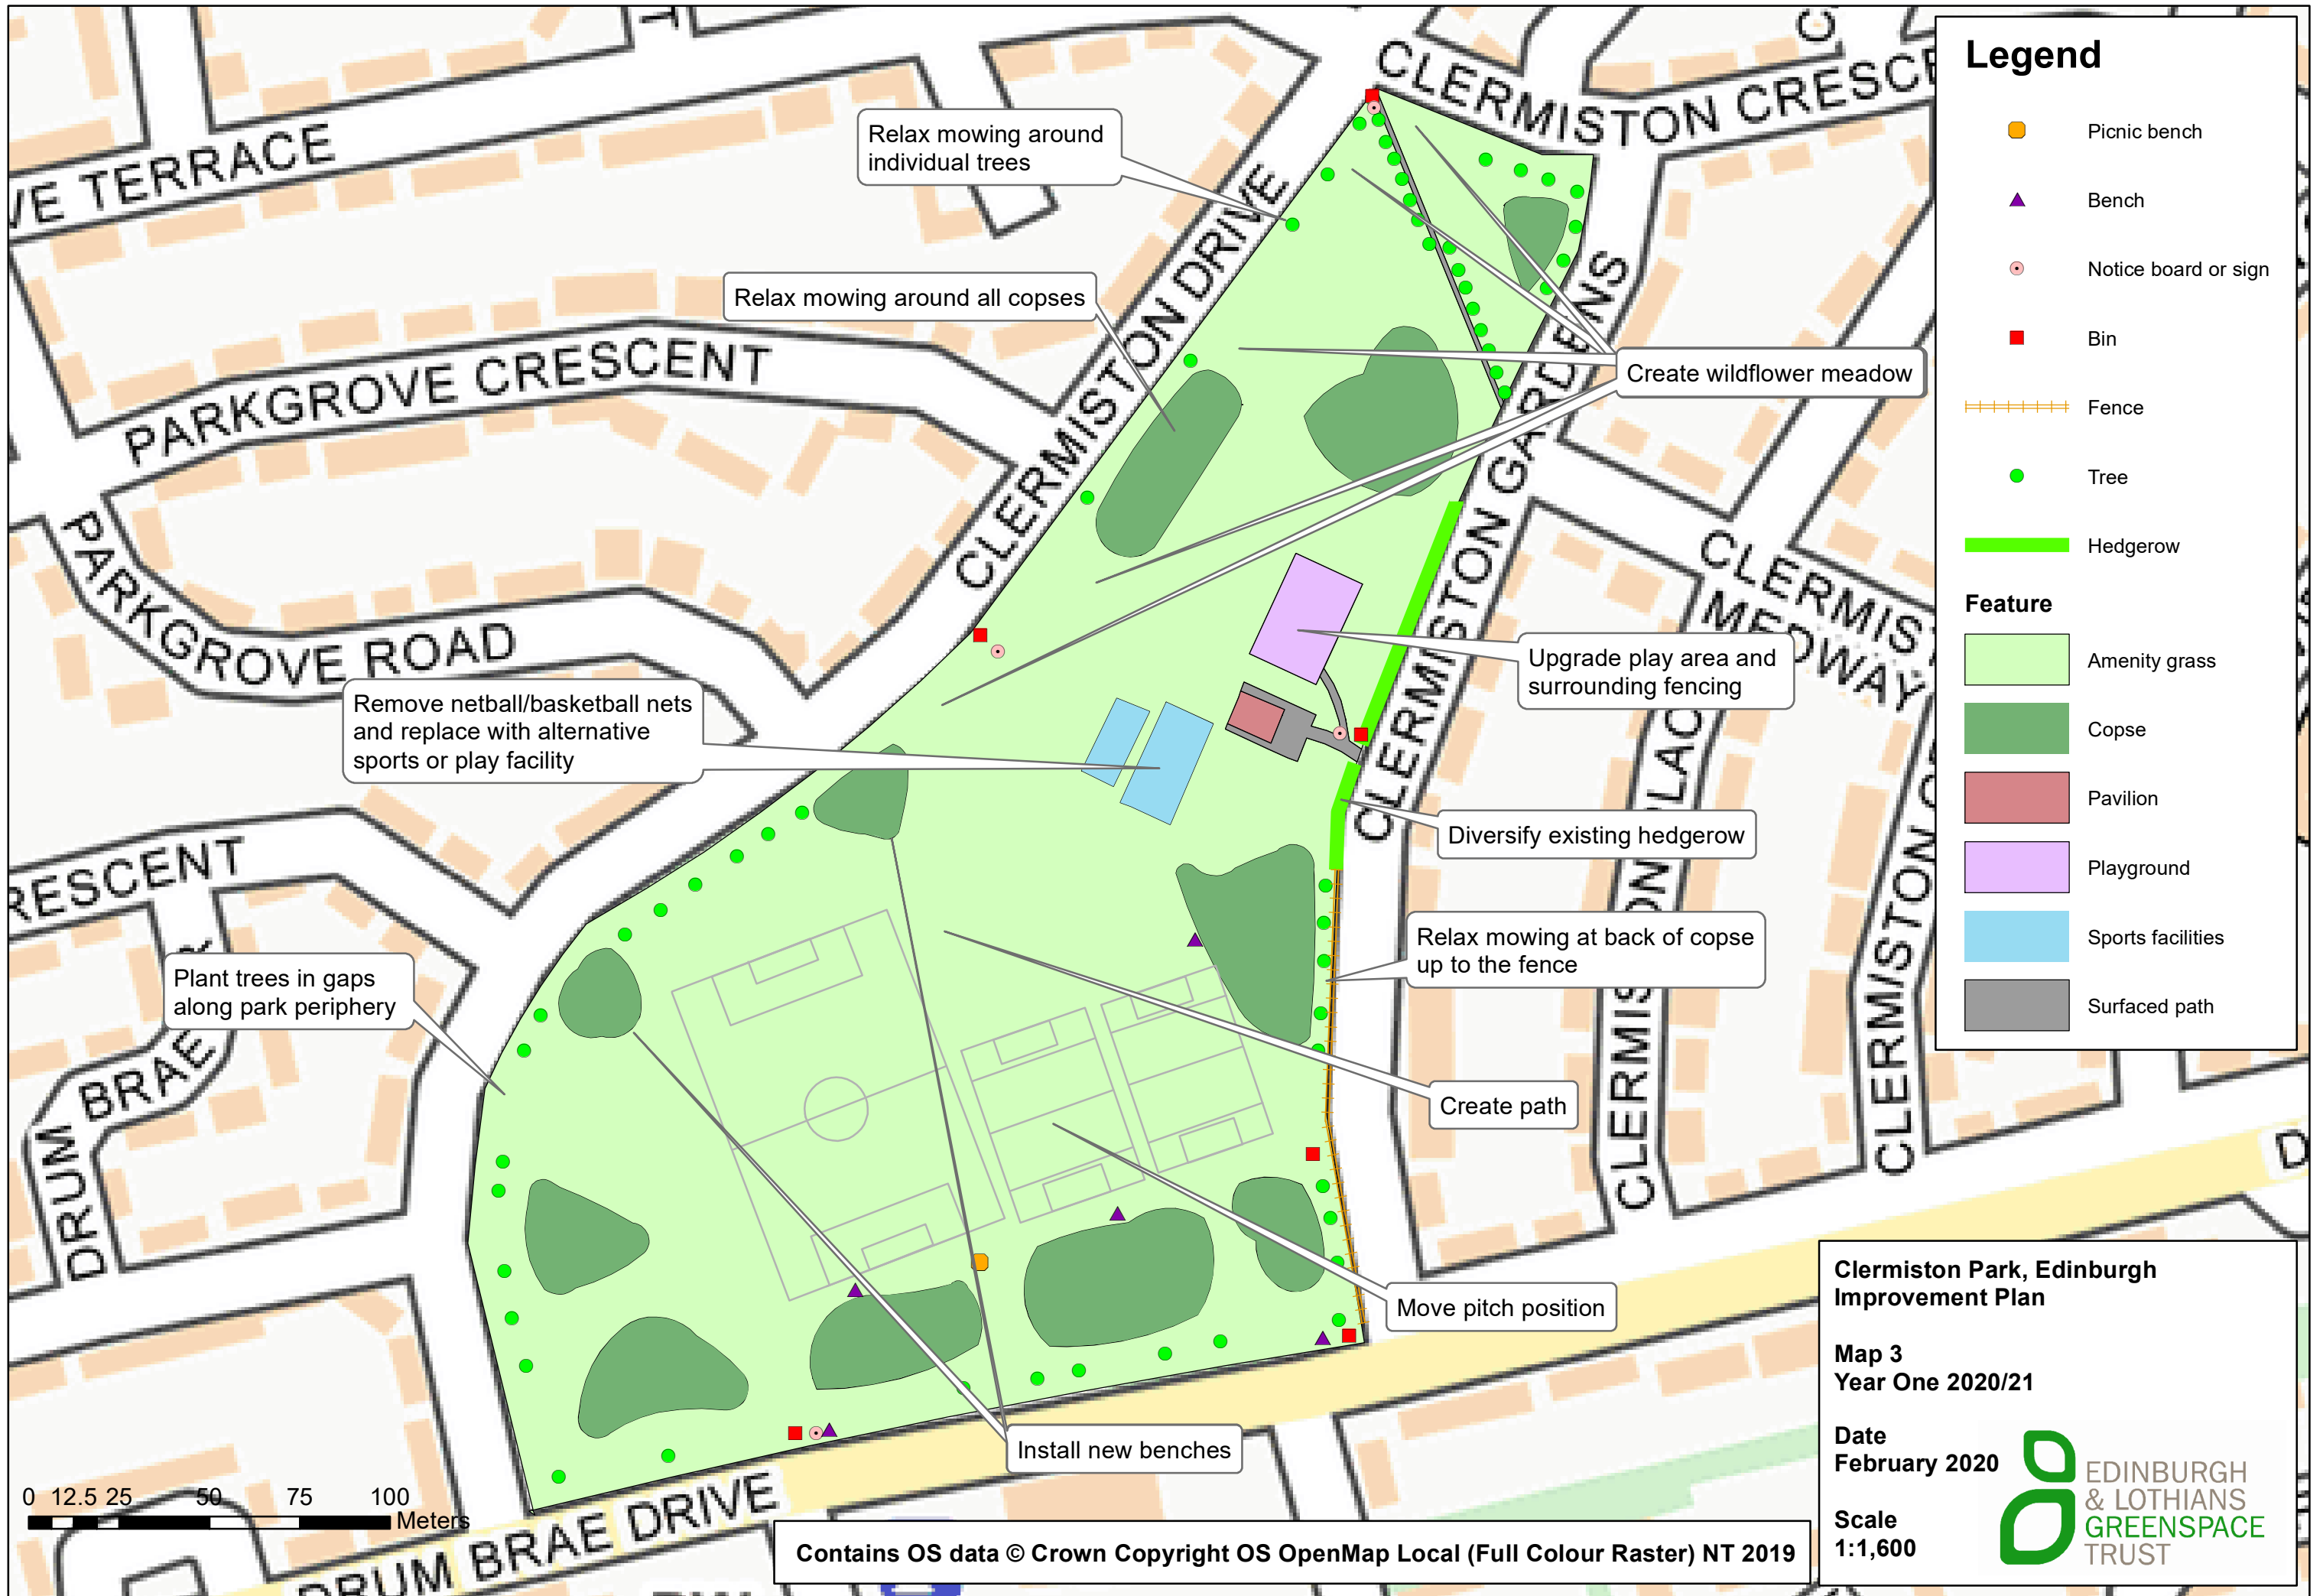 CLERMISTON CRESCE
VE TERRACE
CLERMISTON DRIVE
PARKGROVE CRESCENT
PARKGROVE ROAD
CLERMISTON GARDENS
CLERMIS
MEDWAY
RESCENT
DRUM BRAE
CLERMISTON
DRUM BRAE DRIVE
Relax mowing around
individual trees
Relax mowing around all copses
Create wildflower meadow
Upgrade play area and
surrounding fencing
Remove netball/basketball nets
and replace with alternative
sports or play facility
Diversify existing hedgerow
Relax mowing at back of copse
up to the fence
Plant trees in gaps
along park periphery
Create path
Move pitch position
Install new benches
Legend
Picnic bench
Bench
Notice board or sign
Bin
Fence
Tree
Hedgerow
Feature
Amenity grass
Copse
Pavilion
Playground
Sports facilities
Surfaced path
0 12.5 25 50 75 100
Meters
Contains OS data © Crown Copyright OS OpenMap Local (Full Colour Raster) NT 2019
Clermiston Park, Edinburgh
Improvement Plan
Map 3
Year One 2020/21
Date
February 2020
Scale
1:1,600
EDINBURGH
& LOTHIANS
GREENSPACE
TRUST